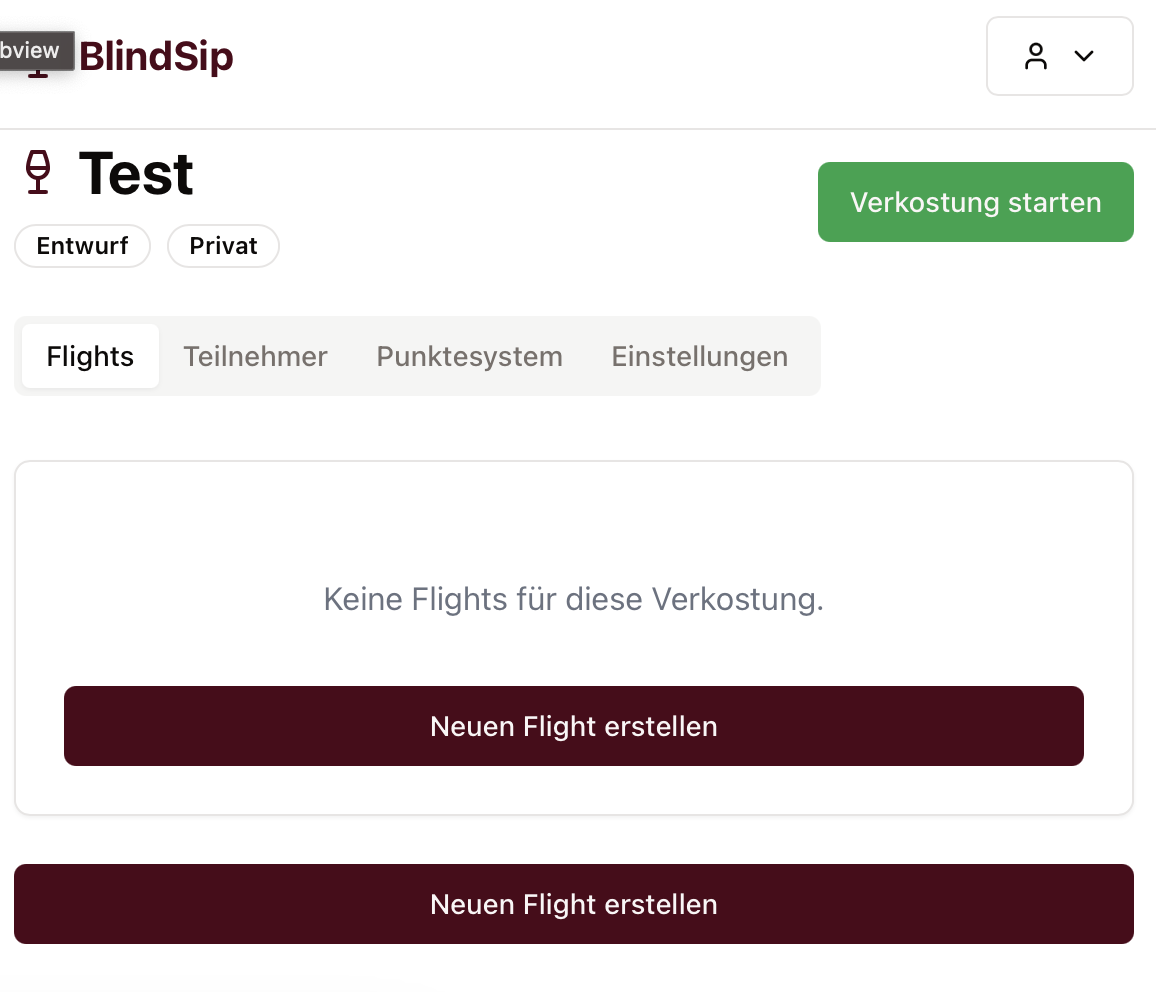 bview
BlindSip
Test
Verkostung starten
Entwurf
Privat
Flights
Teilnehmer
Punktesystem
Einstellungen
Keine Flights für diese Verkostung.
Neuen Flight erstellen
Neuen Flight erstellen